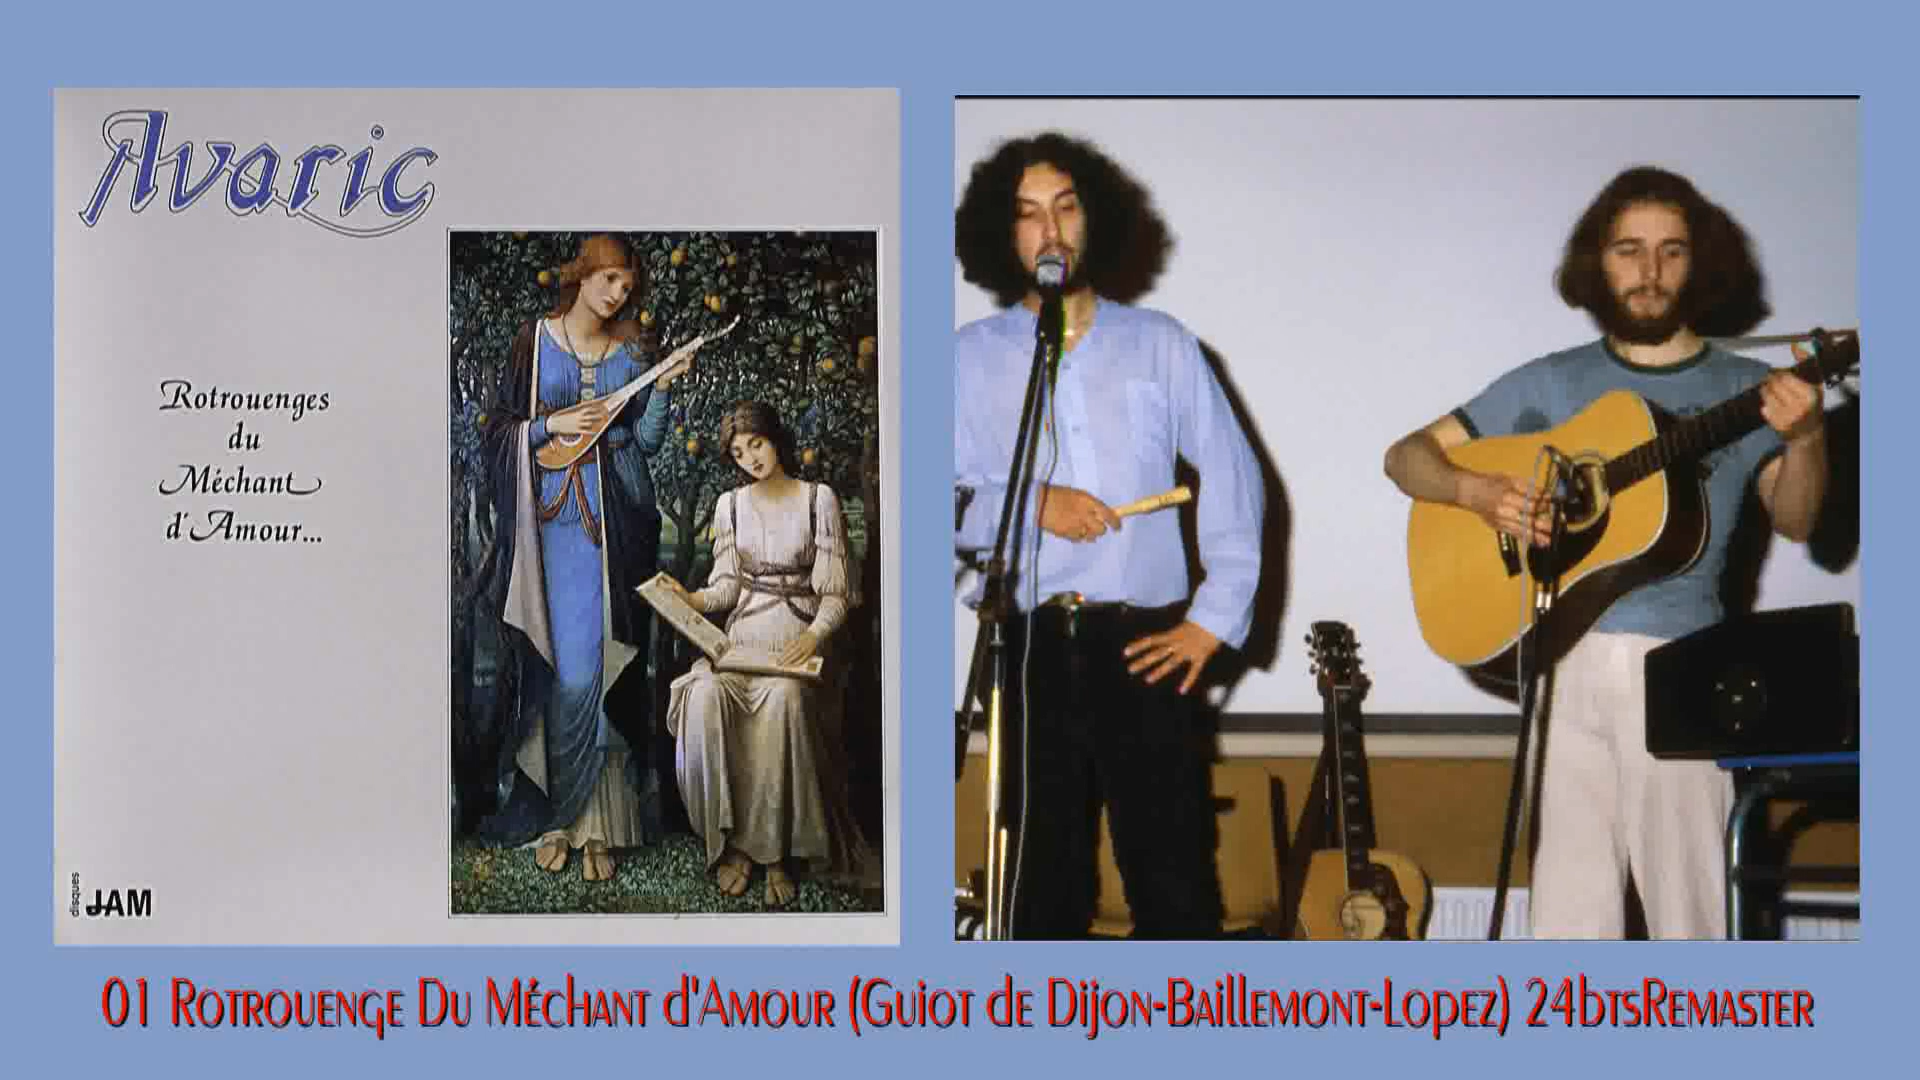 Avaric
Rotrouenges
du
Méchant
d'Amour...
disques
JAM
01 Rotrouenge Du Méchant d'Amour (Guiot de Dijon-Baillemont-Lopez) 24btsRemaster